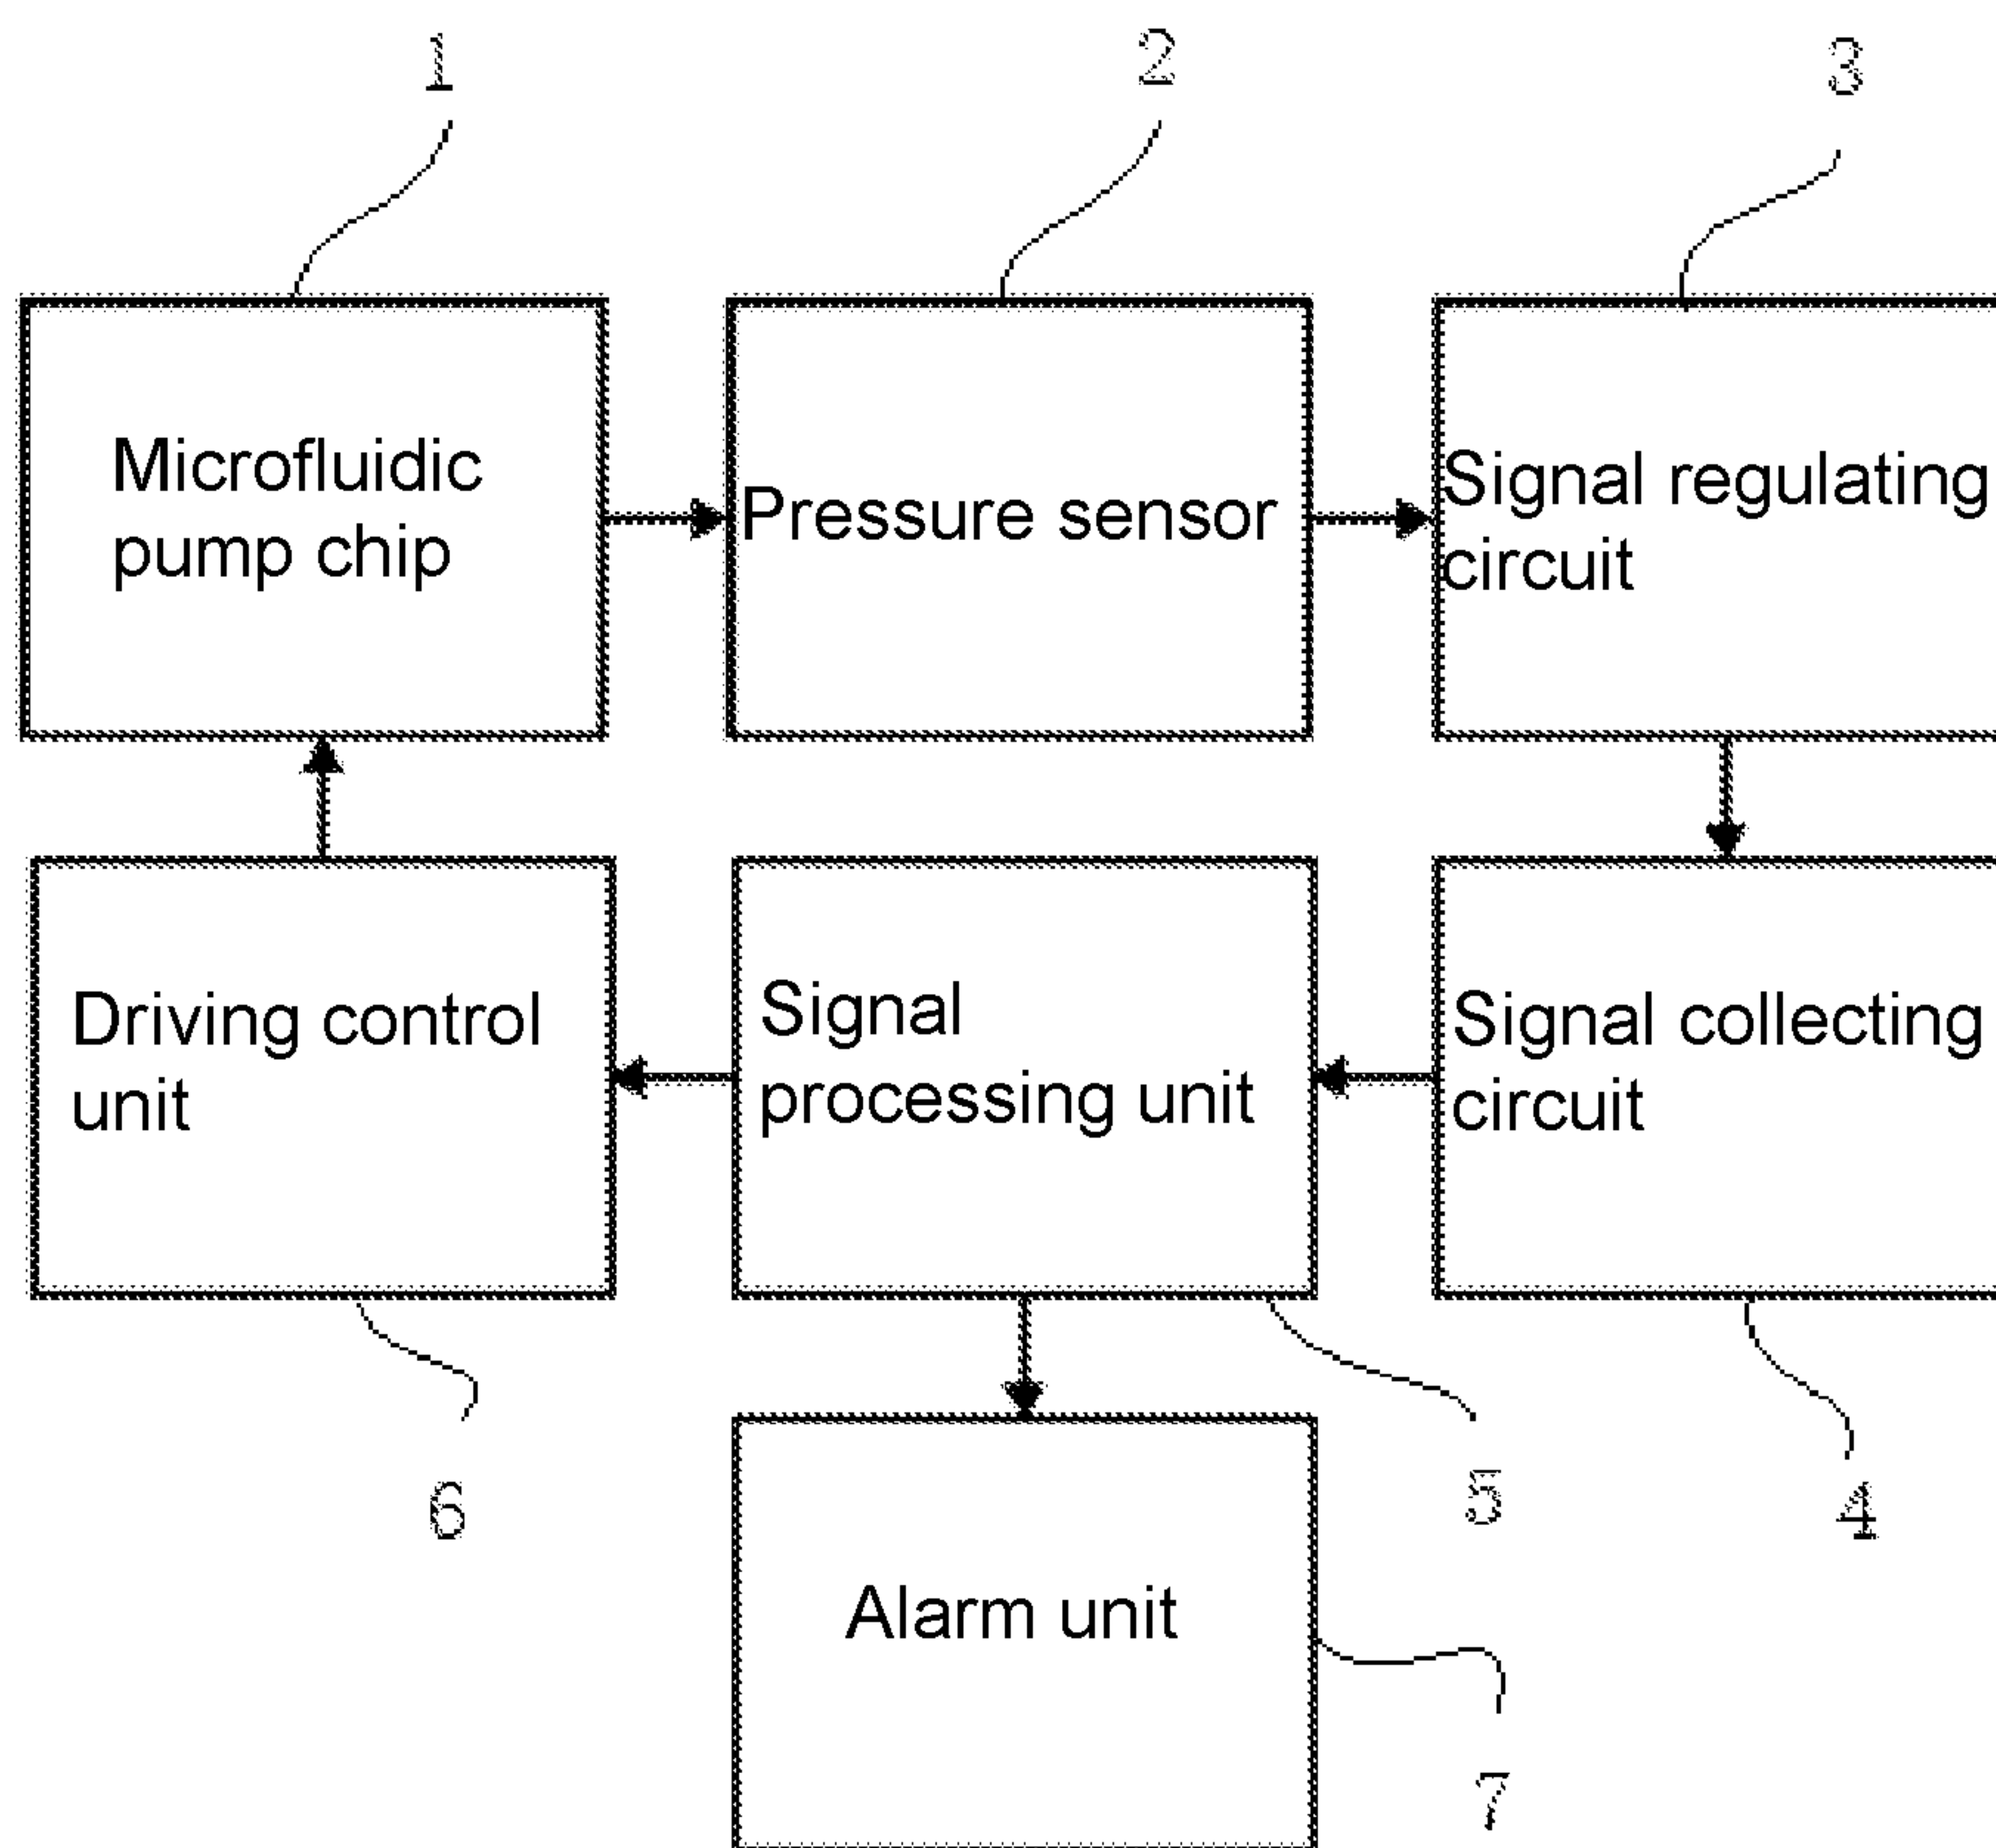 1
2
3
Microfluidic
pump chip
Pressure sensor
Signal regulating
circuit
Driving control
unit
Signal
processing unit
Signal collecting
circuit
6
5
4
Alarm unit
7